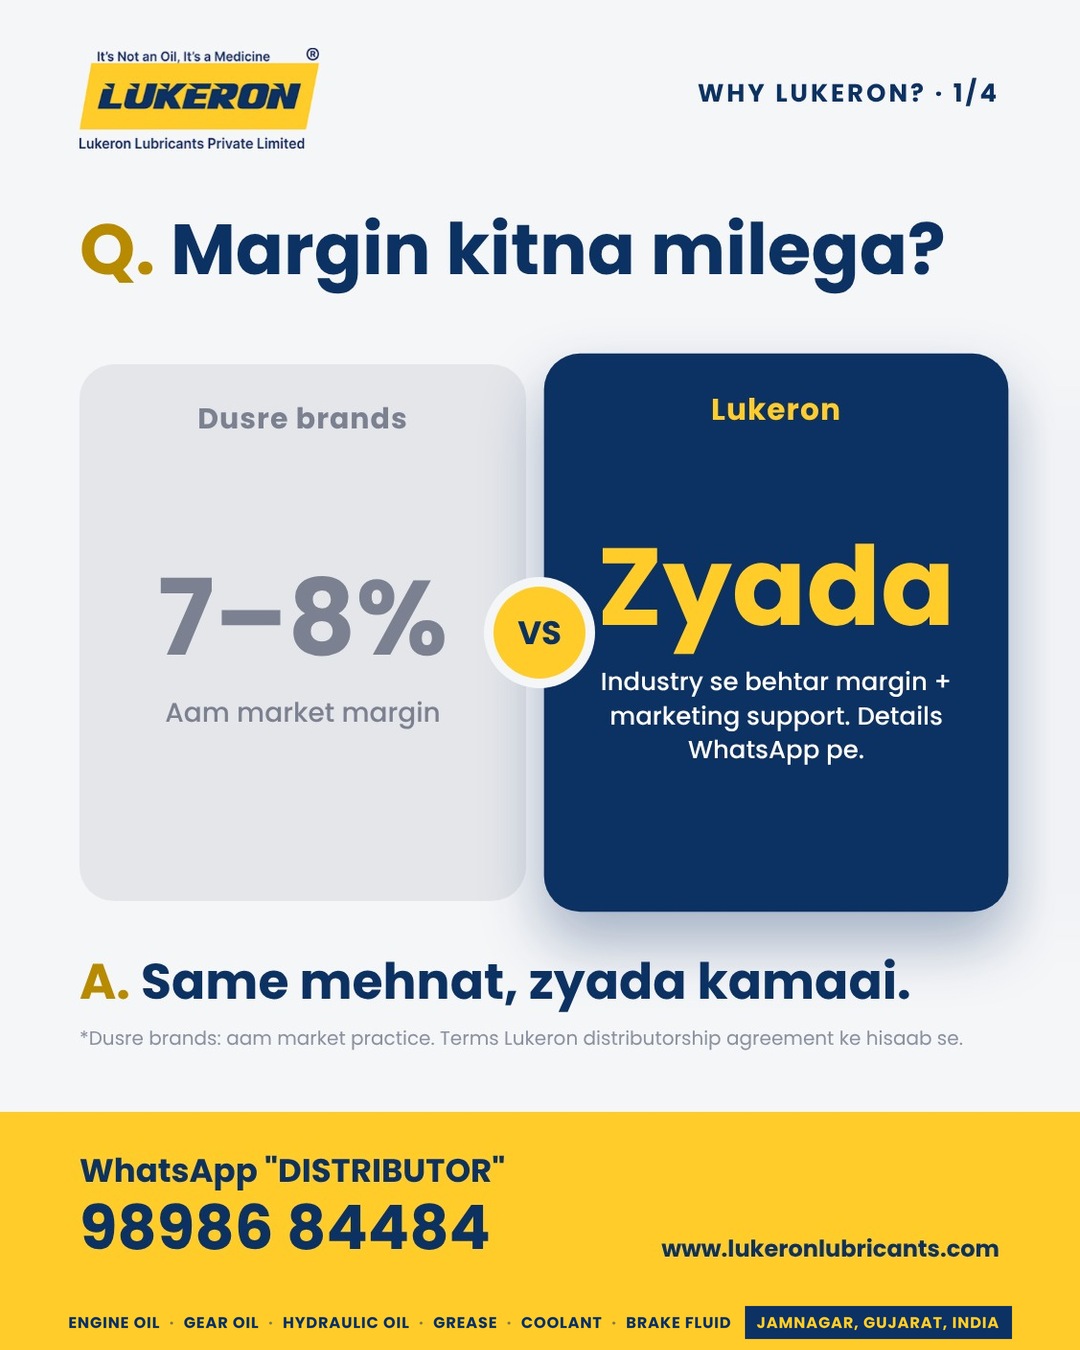 It's Not an Oil, It's a Medicine ®
LUKERON
Lukeron Lubricants Private Limited
WHY LUKERON? · 1/4
Q. Margin kitna milega?
Dusre brands
7–8%
Aam market margin
VS
Lukeron
Zyada
Industry se behtar margin +
marketing support. Details
WhatsApp pe.
A. Same mehnat, zyada kamaai.
*Dusre brands: aam market practice. Terms Lukeron distributorship agreement ke hisaab se.
WhatsApp "DISTRIBUTOR"
98986 84484
www.lukeronlubricants.com
ENGINE OIL · GEAR OIL · HYDRAULIC OIL · GREASE · COOLANT · BRAKE FLUID
JAMNAGAR, GUJARAT, INDIA